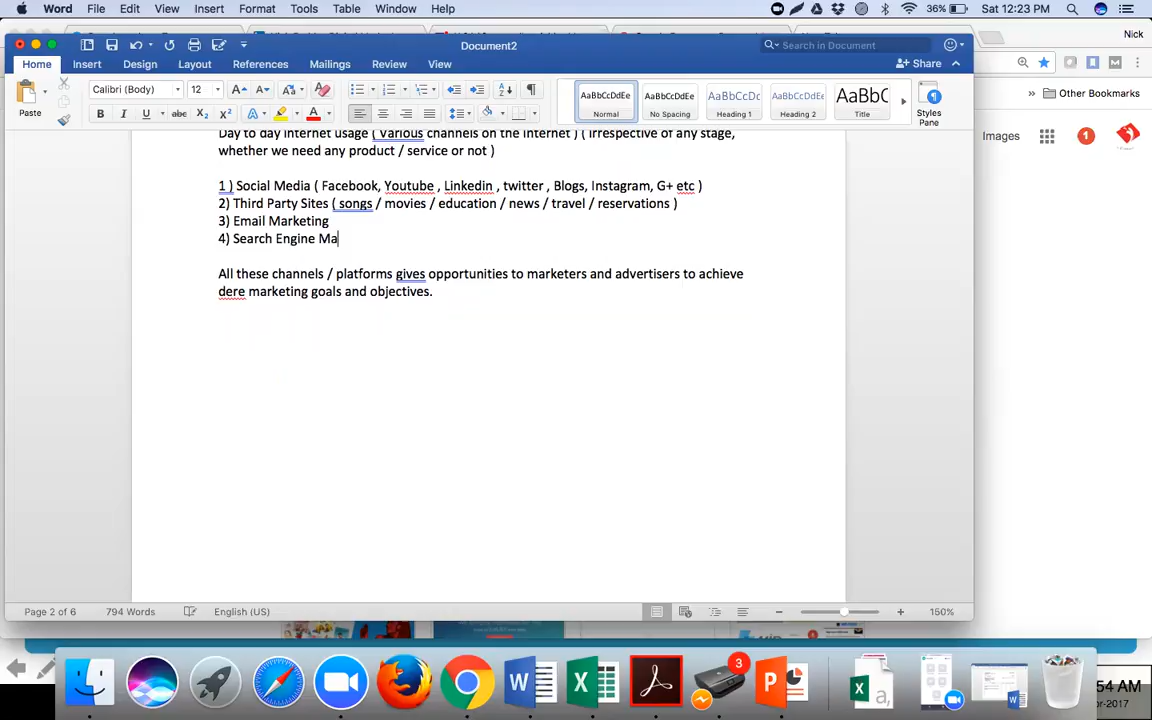 Word File Edit View Insert Format Tools Table Window Help 36% Sat 12:23 PM
Document2 Search in Document
Nick
Home Insert Design Layout References Mailings Review View Share
Other Bookmarks
Paste Calibri (Body) 12 AaBbCcDdEe Normal AaBbCcDdEe No Spacing AaBbCcDc Heading 1 AaBbCcDdEe Heading 2 AaBbC Title Styles Pane
Images 1
Day to day internet usage ( Various channels on the internet ) ( irrespective of any stage,
whether we need any product / service or not )
1 ) Social Media ( Facebook, Youtube , Linkedin , twitter , Blogs, Instagram, G+ etc )
2) Third Party Sites ( songs / movies / education / news / travel / reservations )
3) Email Marketing
4) Search Engine Ma
All these channels / platforms gives opportunities to marketers and advertisers to achieve
dere marketing goals and objectives.
Page 2 of 6 794 Words English (US) 150%
3
54 AM
r-2017